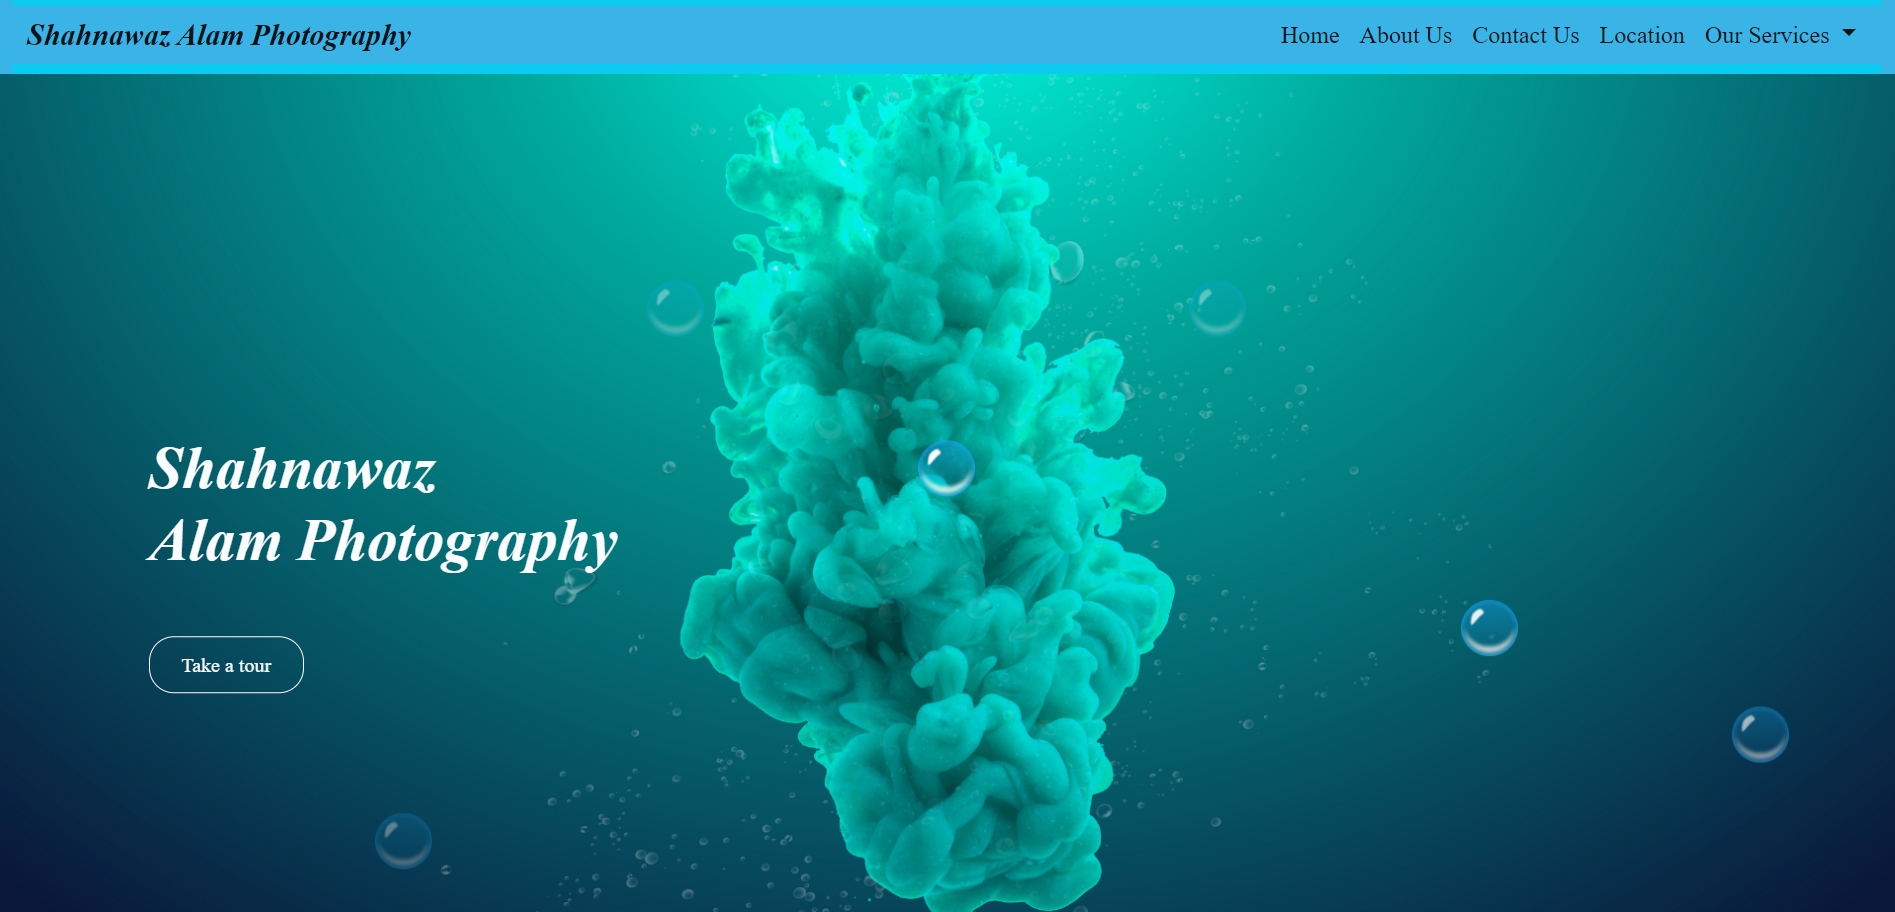 Shahnawaz Alam Photography
Home About Us Contact Us Location Our Services
Shahnawaz
Alam Photography
Take a tour